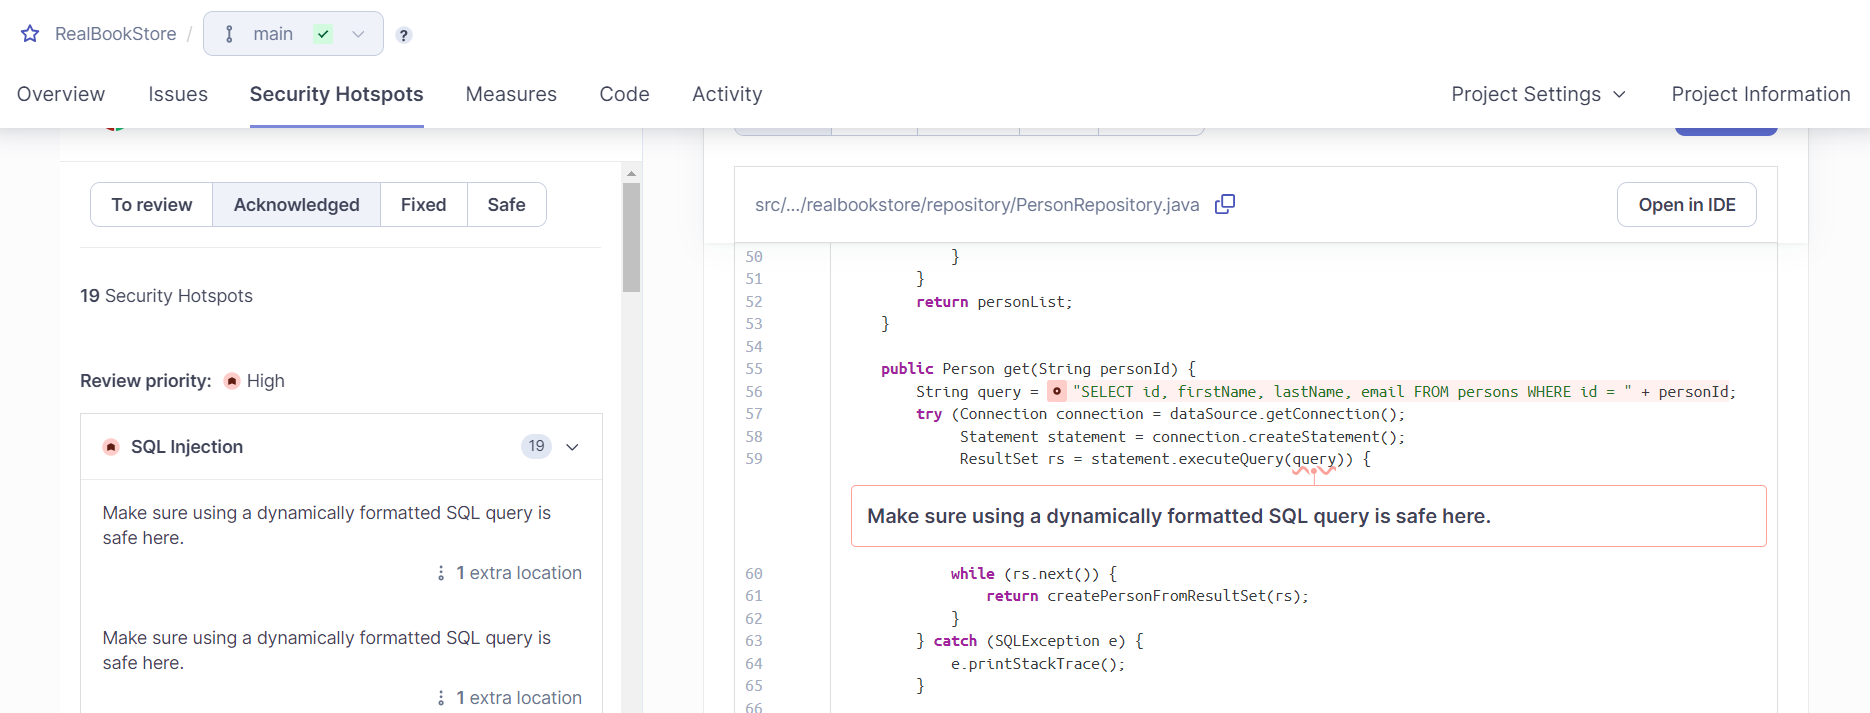 RealBookStore / main ?
Overview Issues Security Hotspots Measures Code Activity Project Settings Project Information
To review Acknowledged Fixed Safe
19 Security Hotspots
Review priority: High
SQL Injection 19
Make sure using a dynamically formatted SQL query is
safe here.
1 extra location
Make sure using a dynamically formatted SQL query is
safe here.
1 extra location
src/.../realbookstore/repository/PersonRepository.java Open in IDE
50 }
51 }
52 return personList;
53 }
54
55 public Person get(String personId) {
56 String query = "SELECT id, firstName, lastName, email FROM persons WHERE id = " + personId;
57 try (Connection connection = dataSource.getConnection();
58 Statement statement = connection.createStatement();
59 ResultSet rs = statement.executeQuery(query)) {
Make sure using a dynamically formatted SQL query is safe here.
60 while (rs.next()) {
61 return createPersonFromResultSet(rs);
62 }
63 } catch (SQLException e) {
64 e.printStackTrace();
65 }
66